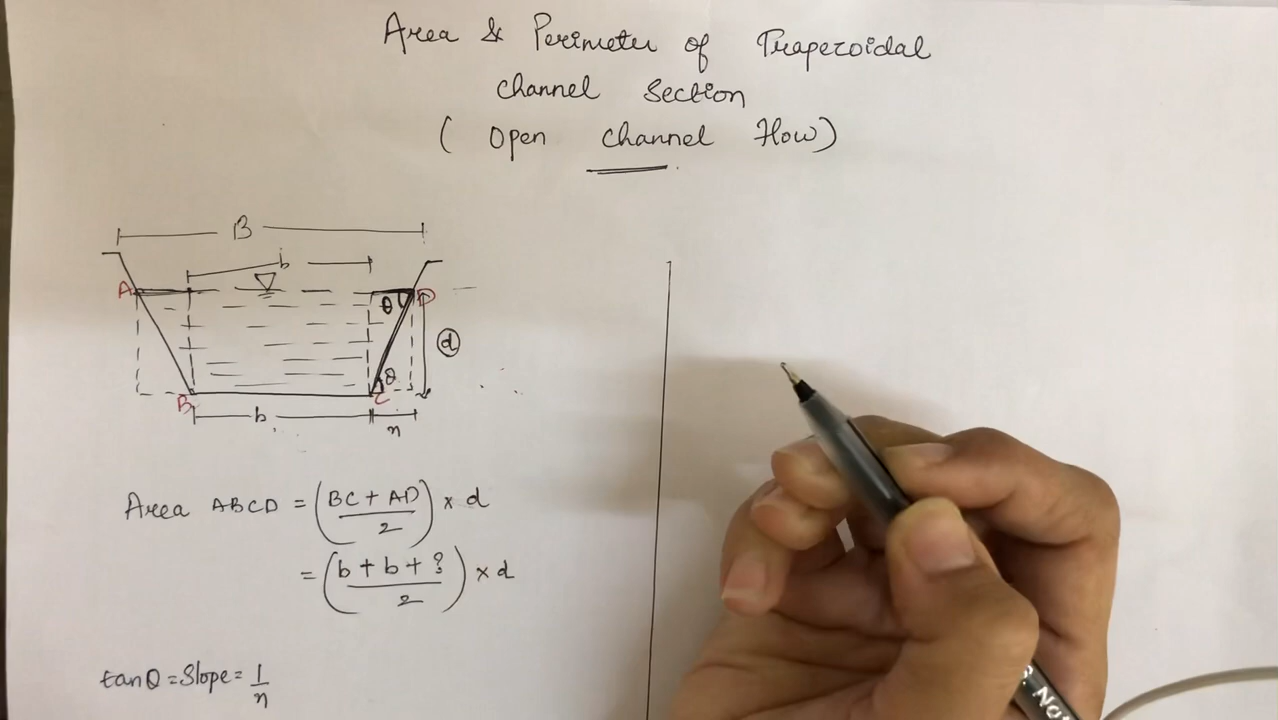 Area & Perimeter of Trapezoidal
channel Section
( Open channel Flow)
B
b
A
D
θ
d
θ
B
C
b
n
Area ABCD = (BC + AD / 2) × d
= (b + b + ? / 2) × d
tanθ = Slope = 1/n